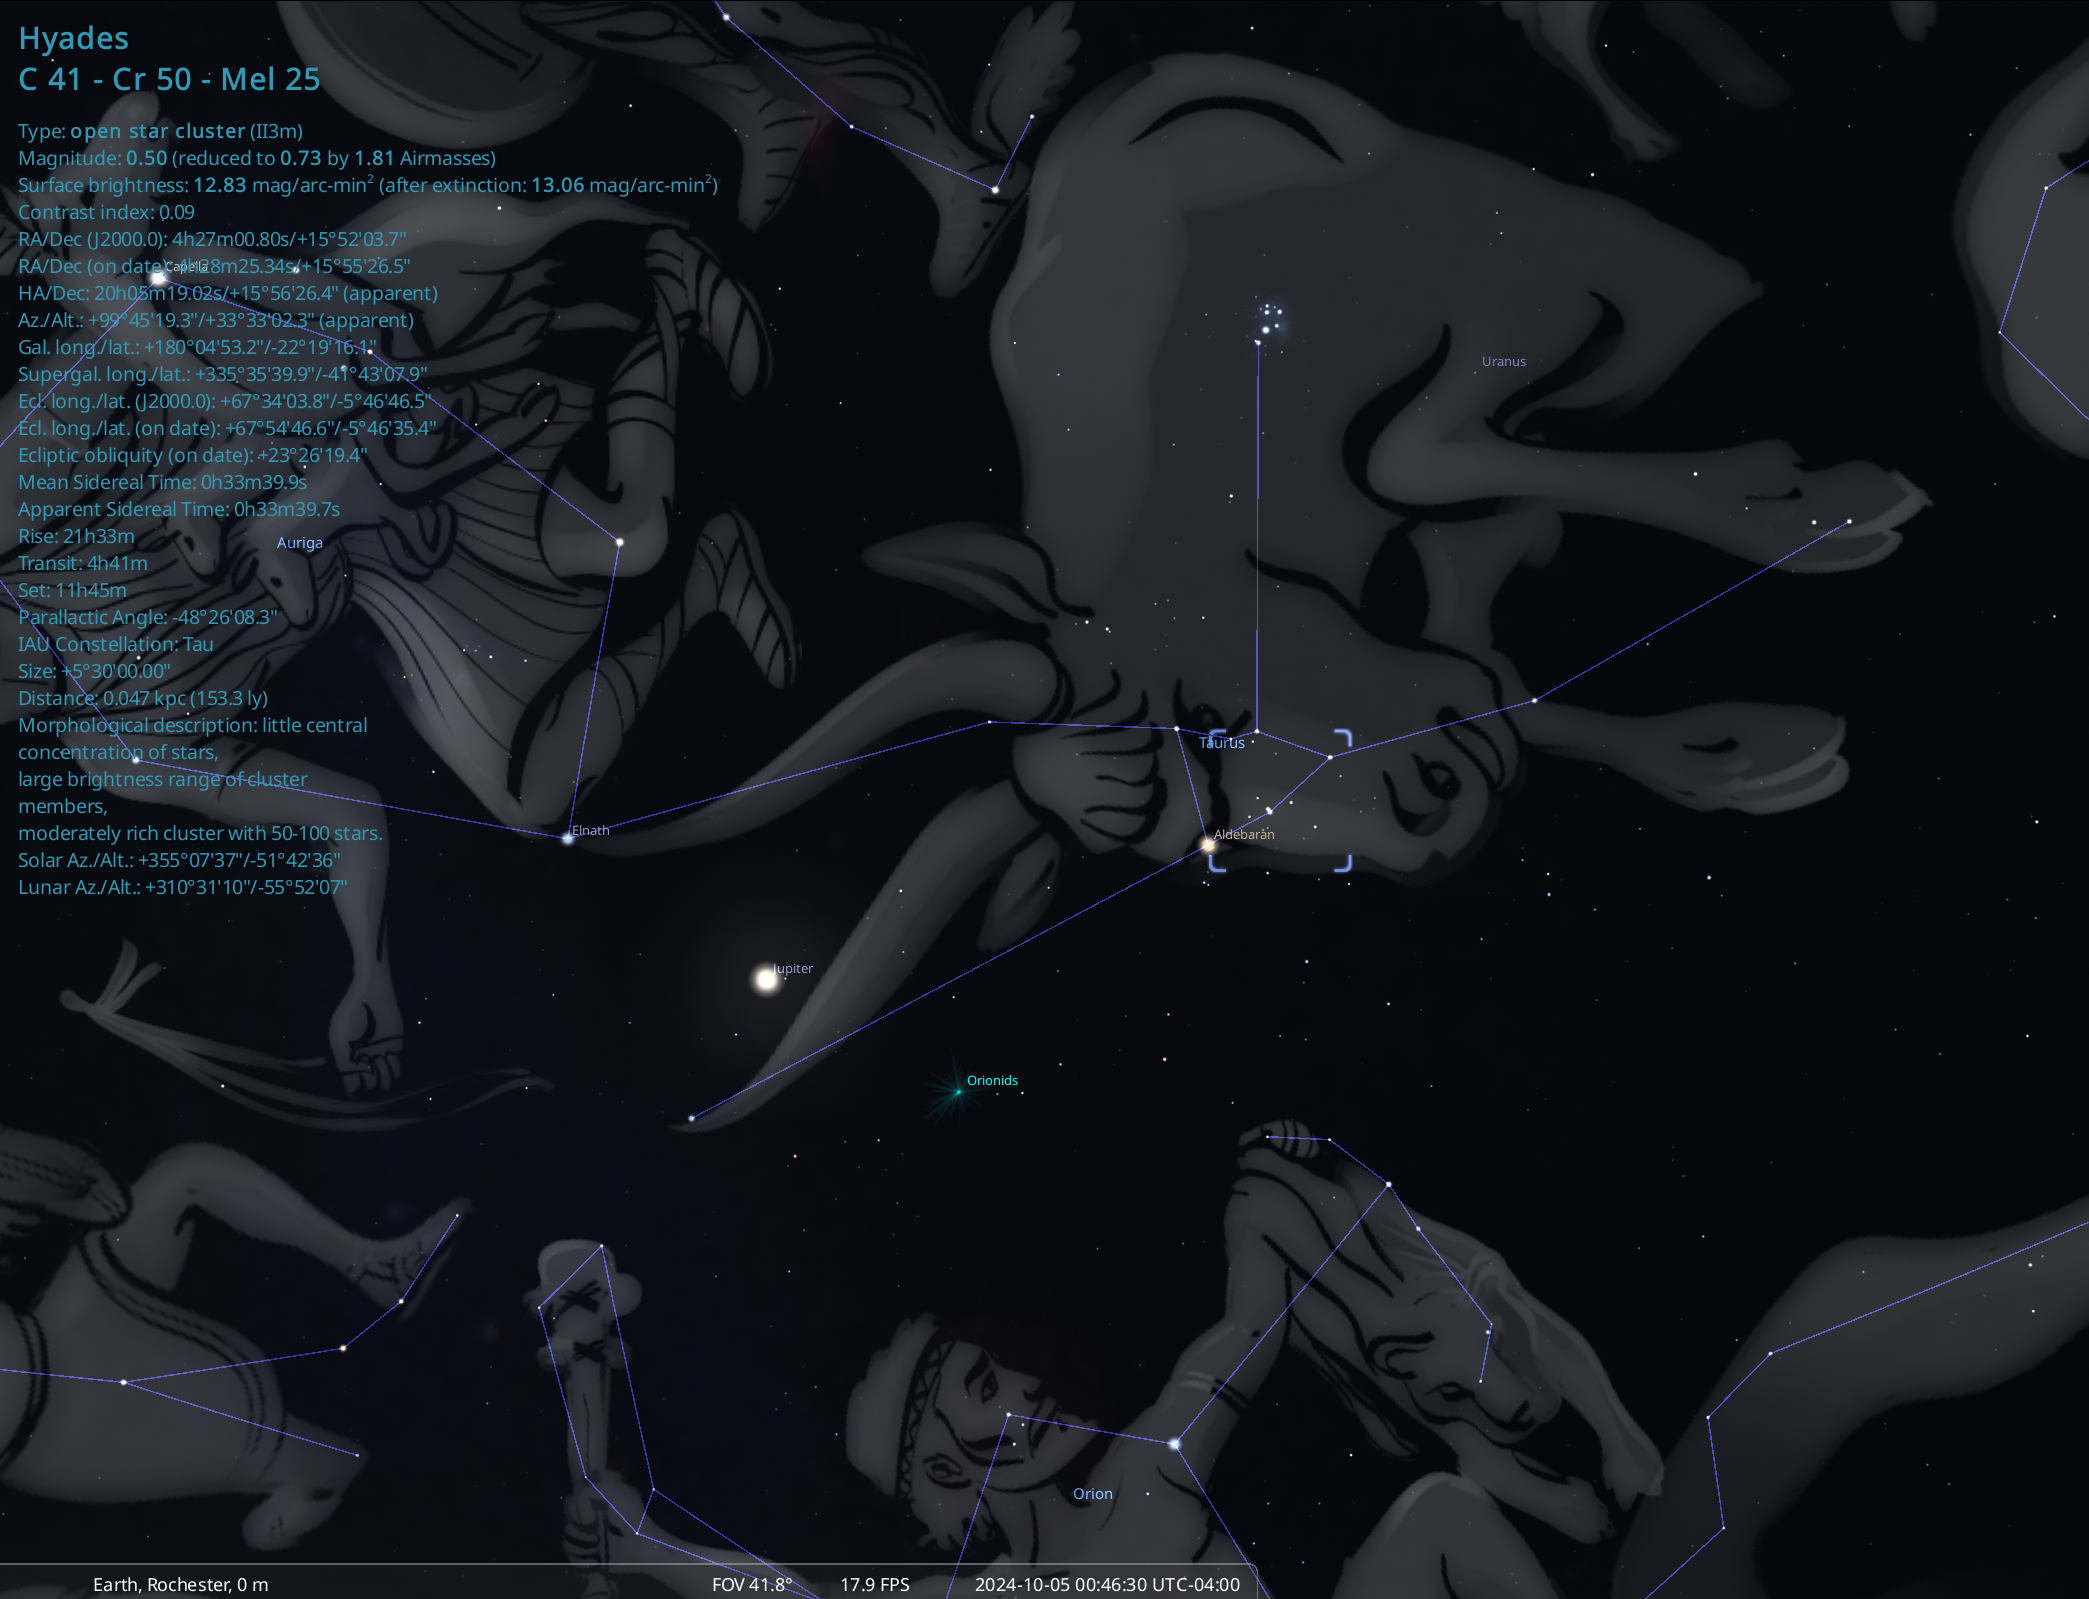 Hyades
C 41 - Cr 50 - Mel 25
Type: open star cluster (II3m)
Magnitude: 0.50 (reduced to 0.73 by 1.81 Airmasses)
Surface brightness: 12.83 mag/arc-min² (after extinction: 13.06 mag/arc-min²)
Contrast index: 0.09
RA/Dec (J2000.0): 4h27m00.80s/+15°52'03.7"
RA/Dec (on date): 4h28m25.34s/+15°55'26.5"
HA/Dec: 20h05m19.02s/+15°56'26.4" (apparent)
Az./Alt.: +99°45'19.3"/+33°33'02.3" (apparent)
Gal. long./lat.: +180°04'53.2"/-22°19'16.1"
Supergal. long./lat.: +335°35'39.9"/-41°43'07.9"
Ecl. long./lat. (J2000.0): +67°34'03.8"/-5°46'46.5"
Ecl. long./lat. (on date): +67°54'46.6"/-5°46'35.4"
Ecliptic obliquity (on date): +23°26'19.4"
Mean Sidereal Time: 0h33m39.9s
Apparent Sidereal Time: 0h33m39.7s
Rise: 21h33m
Transit: 4h41m
Set: 11h45m
Parallactic Angle: -48°26'08.3"
IAU Constellation: Tau
Size: +5°30'00.00"
Distance: 0.047 kpc (153.3 ly)
Morphological description: little central
concentration of stars,
large brightness range of cluster
members,
moderately rich cluster with 50-100 stars.
Solar Az./Alt.: +355°07'37"/-51°42'36"
Lunar Az./Alt.: +310°31'10"/-55°52'07"
Capella
Uranus
Auriga
Taurus
Elnath
Aldebaran
Jupiter
Orionids
Orion
Earth, Rochester, 0 m
FOV 41.8°
17.9 FPS
2024-10-05 00:46:30 UTC-04:00